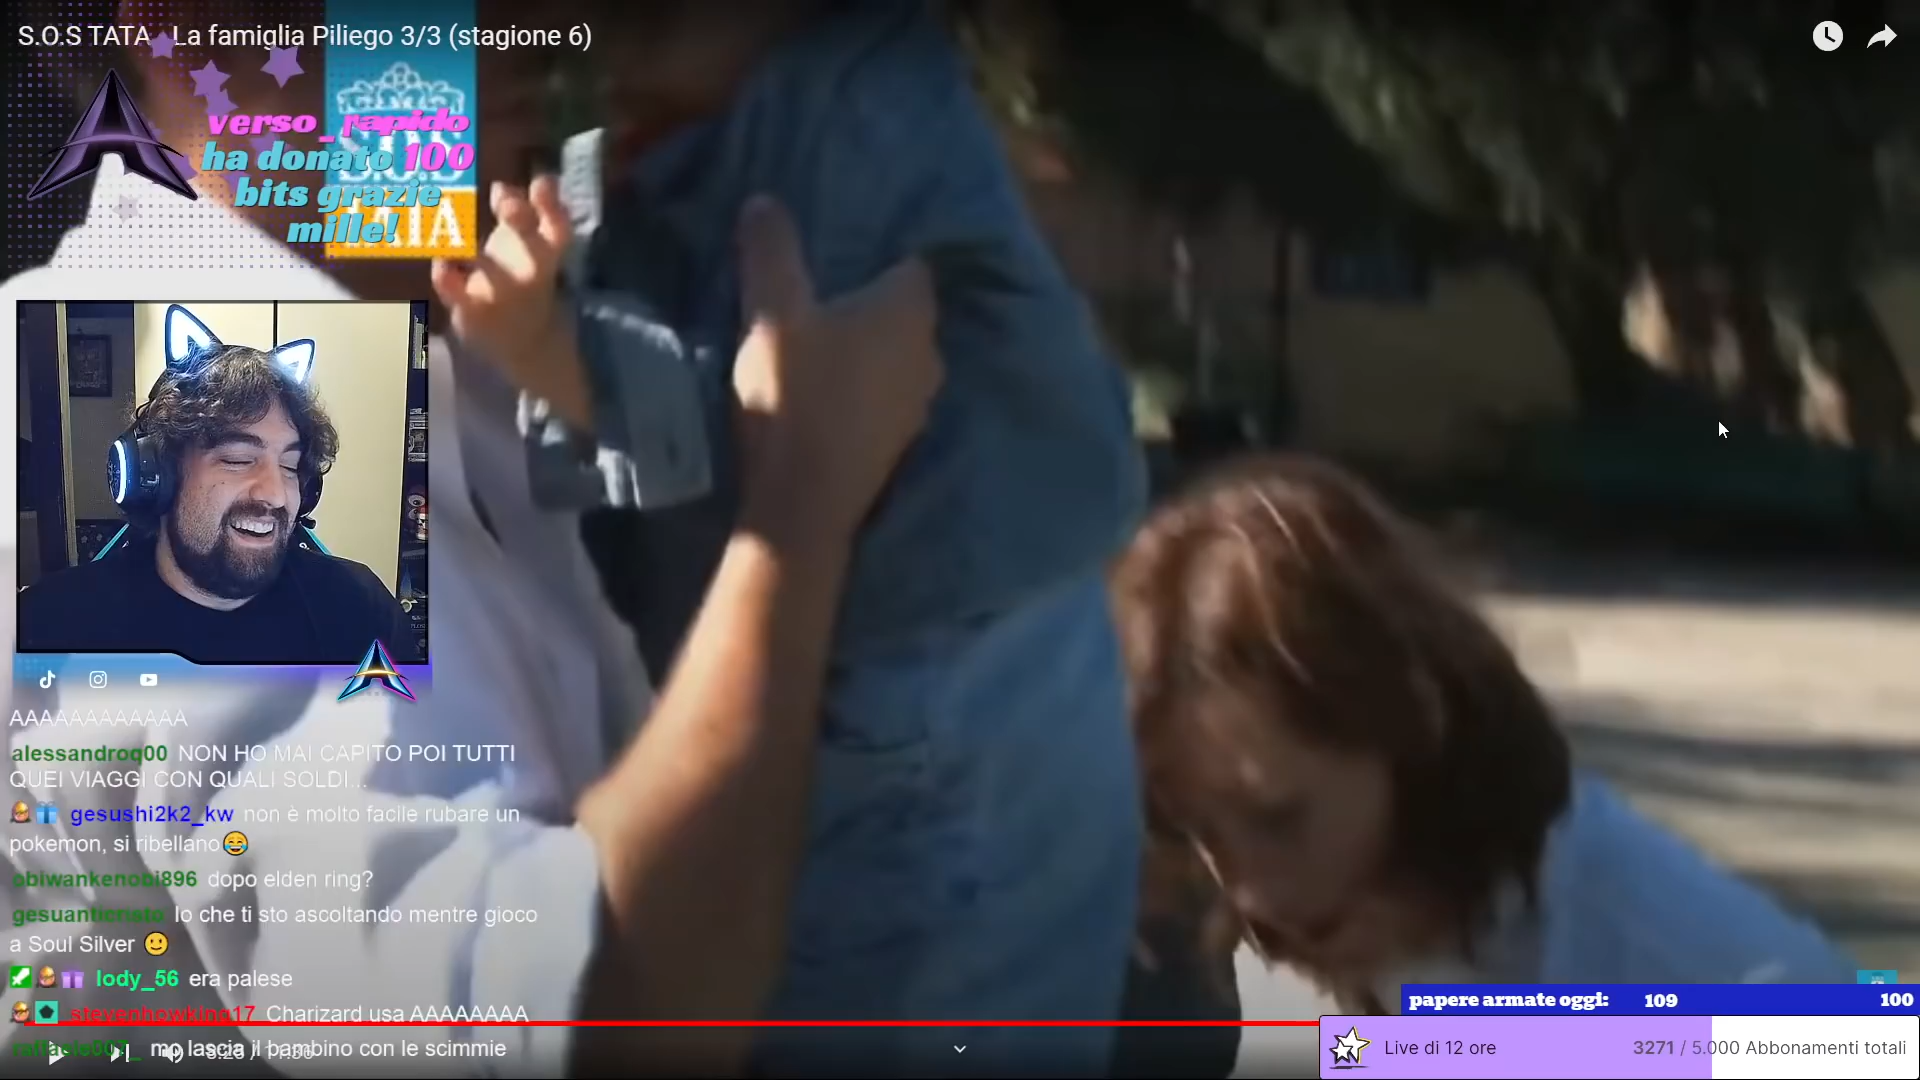 S.O.S TATA - La famiglia Piliego 3/3 (stagione 6)
verso_rapido
ha donato 100
bits grazie
mille!
S.O.S
TATA
AAAAAAAAAAAA
alessandroq00 NON HO MAI CAPITO POI TUTTI
QUEI VIAGGI CON QUALI SOLDI...
gesushi2k2_kw non è molto facile rubare un
pokemon, si ribellano😂
obiwankenobi896 dopo elden ring?
gesuanticristo Io che ti sto ascoltando mentre gioco
a Soul Silver 🙂
lody_56 era palese
stevenhowking17 Charizard usa AAAAAAAA
raffaele007_ mo lascia il bambino con le scimmie
papere armate oggi: 109 100
Live di 12 ore 3271 / 5.000 Abbonamenti totali